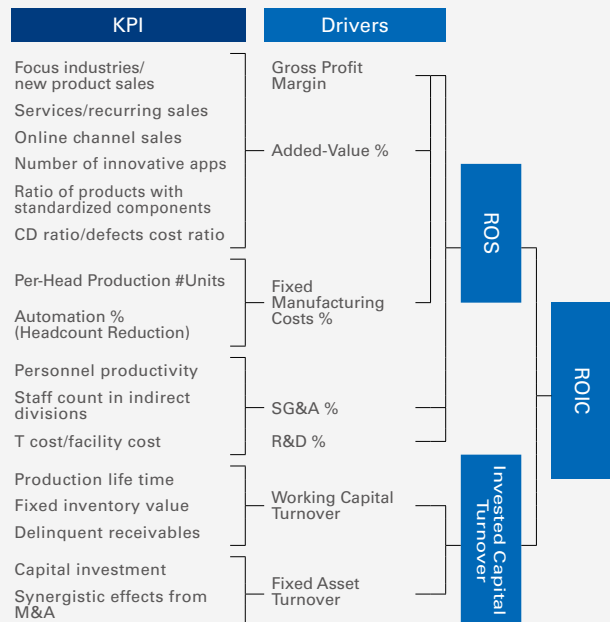 KPI
Drivers
Focus industries/
new product sales
Services/recurring sales
Online channel sales
Number of innovative apps
Ratio of products with
standardized components
CD ratio/defects cost ratio
Per-Head Production #Units
Automation %
(Headcount Reduction)
Personnel productivity
Staff count in indirect
divisions
T cost/facility cost
Production life time
Fixed inventory value
Delinquent receivables
Capital investment
Synergistic effects from
M&A
Gross Profit
Margin
Added-Value %
Fixed
Manufacturing
Costs %
SG&A %
R&D %
Working Capital
Turnover
Fixed Asset
Turnover
ROS
Invested Capital
Turnover
ROIC